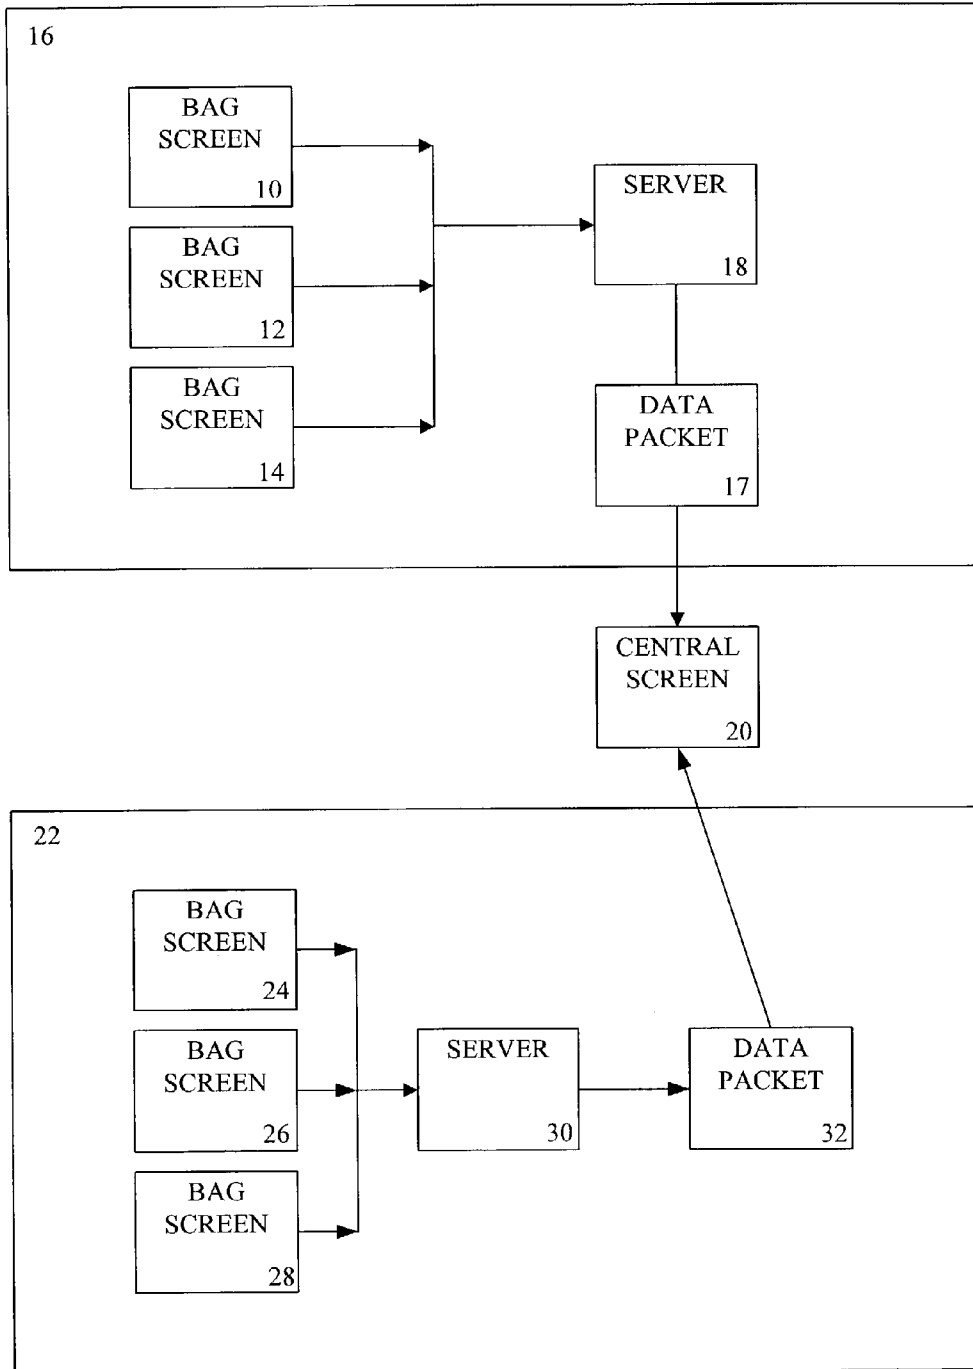 16
BAG
SCREEN
10
BAG
SCREEN
12
BAG
SCREEN
14
SERVER
18
DATA
PACKET
17
CENTRAL
SCREEN
20
22
BAG
SCREEN
24
BAG
SCREEN
26
BAG
SCREEN
28
SERVER
30
DATA
PACKET
32